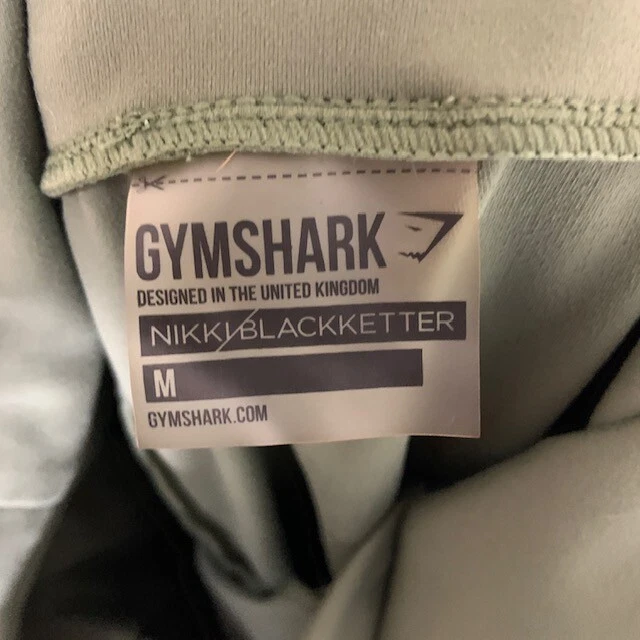 GYMSHARK
DESIGNED IN THE UNITED KINGDOM
NIKKI/BLACKKETTER
M
GYMSHARK.COM